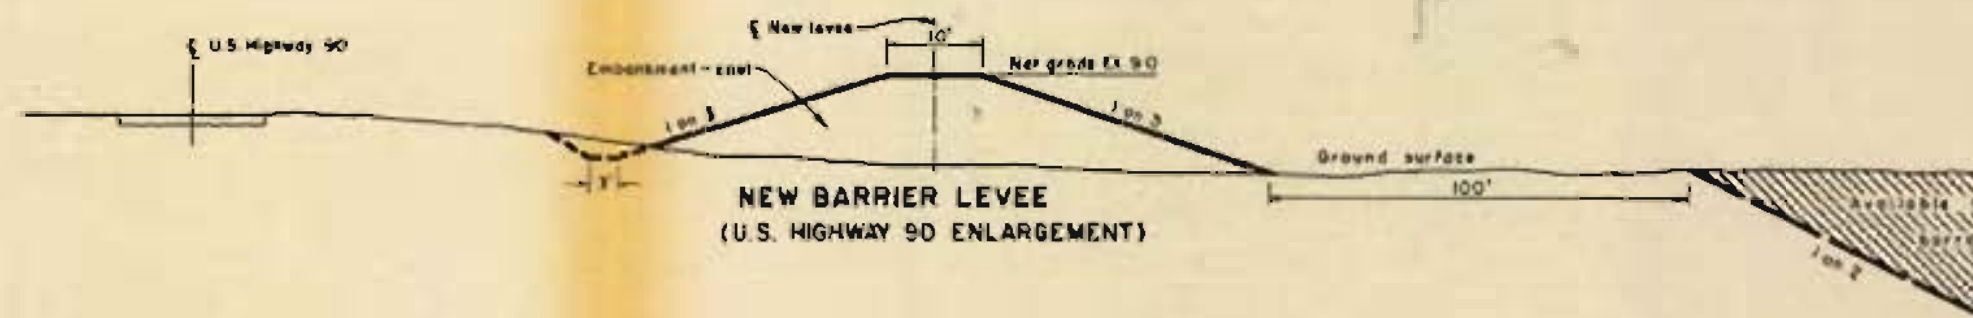 ℄ New levee
10'
℄ U.S. Highway 90
Embankment
Net grade El. 9.0
1 on 3
1 on 3
Ground surface
100'
NEW BARRIER LEVEE
(U.S. HIGHWAY 90 ENLARGEMENT)
Available
1 on 2